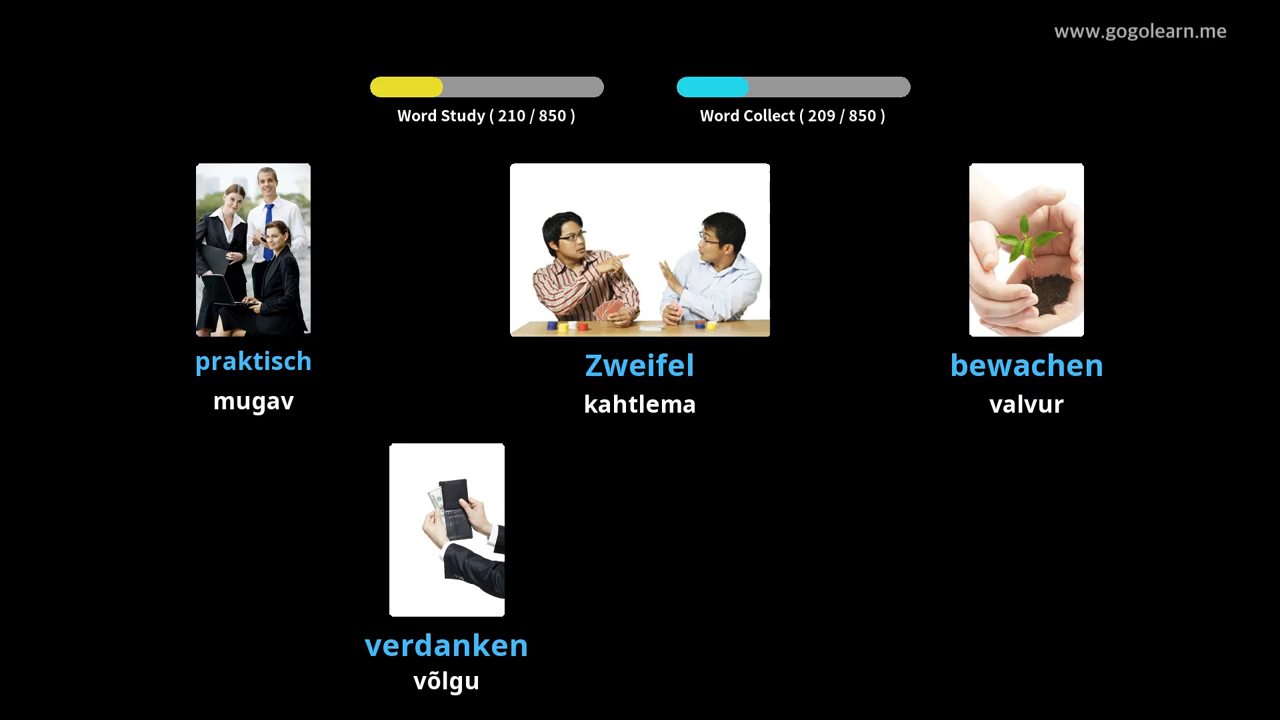 www.gogolearn.me
Word Study ( 210 / 850 )
Word Collect ( 209 / 850 )
praktisch
mugav
Zweifel
kahtlema
bewachen
valvur
verdanken
võlgu